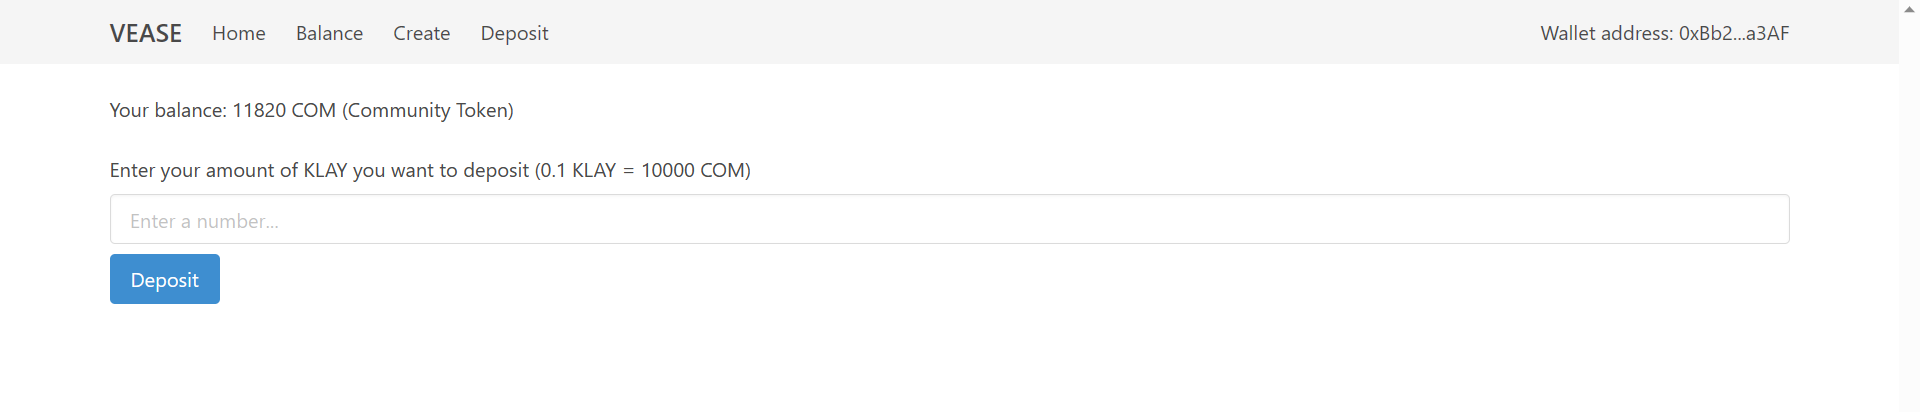 VEASE Home Balance Create Deposit Wallet address: 0xBb2...a3AF
Your balance: 11820 COM (Community Token)
Enter your amount of KLAY you want to deposit (0.1 KLAY = 10000 COM)
Enter a number...
Deposit